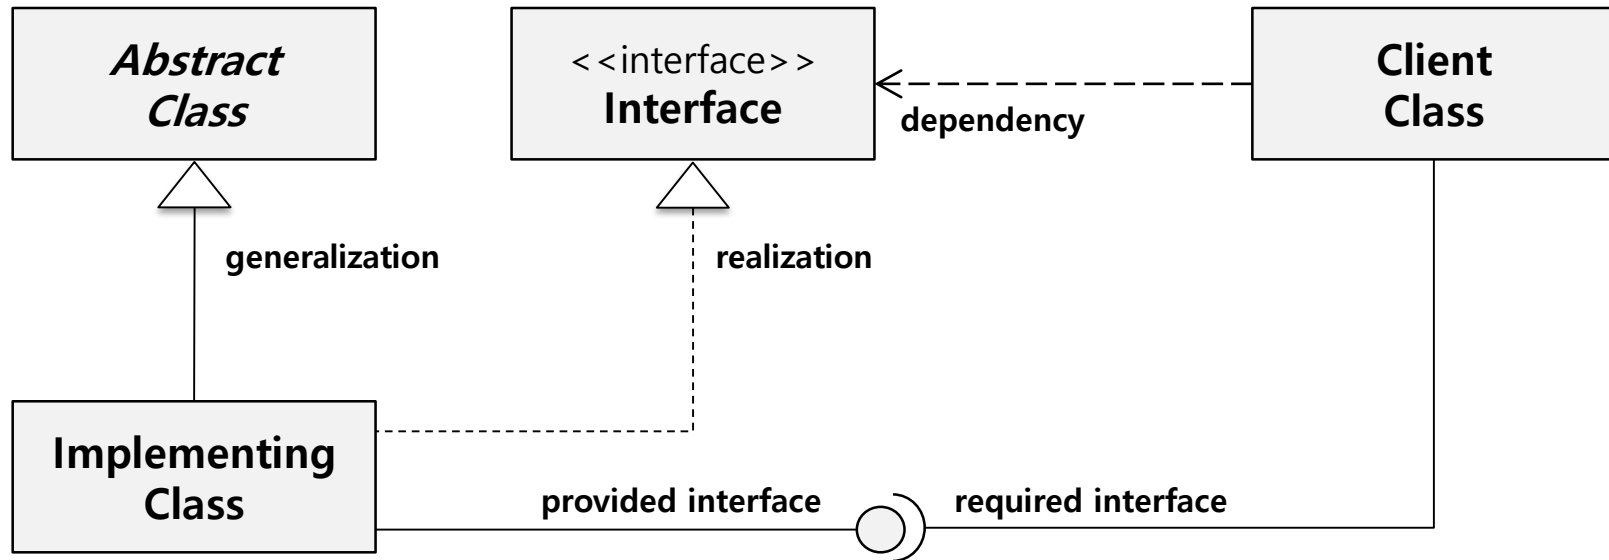 Abstract
Class
<<interface>>
Interface
Client
Class
dependency
generalization
realization
Implementing
Class
provided interface
required interface